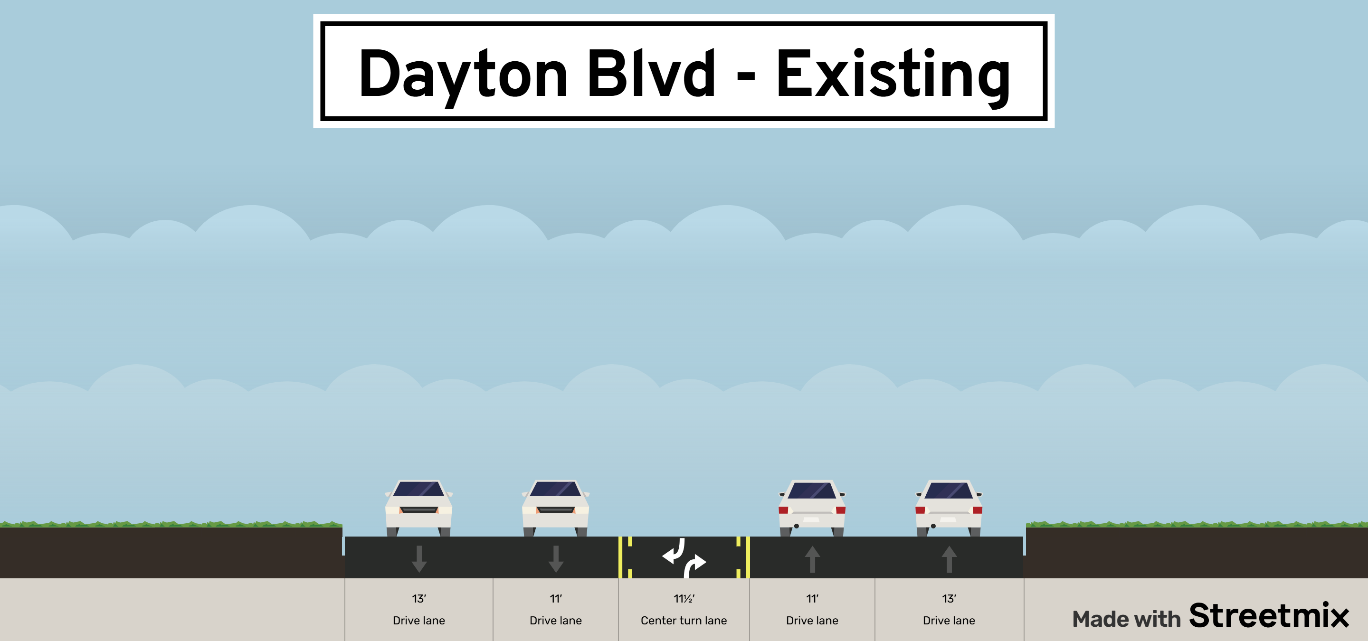 Dayton Blvd - Existing
13′ 11′ 11½′ 11′ 13′
Drive lane Drive lane Center turn lane Drive lane Drive lane
Made with Streetmix